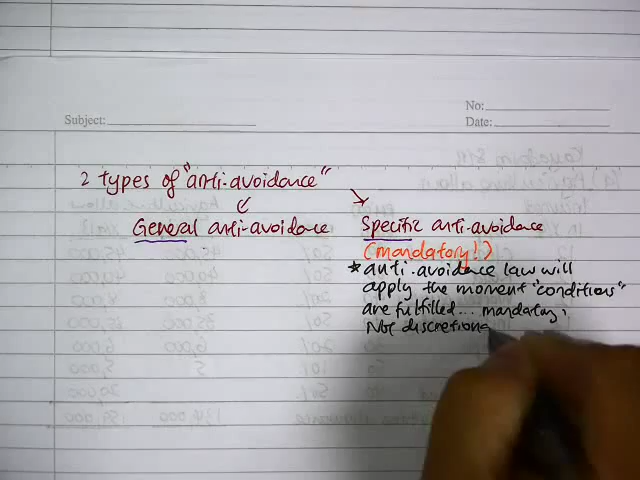 No:
Subject:
Date:
2 types of "anti-avoidance"
General anti-avoidance
Specific anti-avoidance
(mandatory!)
* anti-avoidance law will
apply the moment "conditions"
are fulfilled... mandatory,
Not discretiona